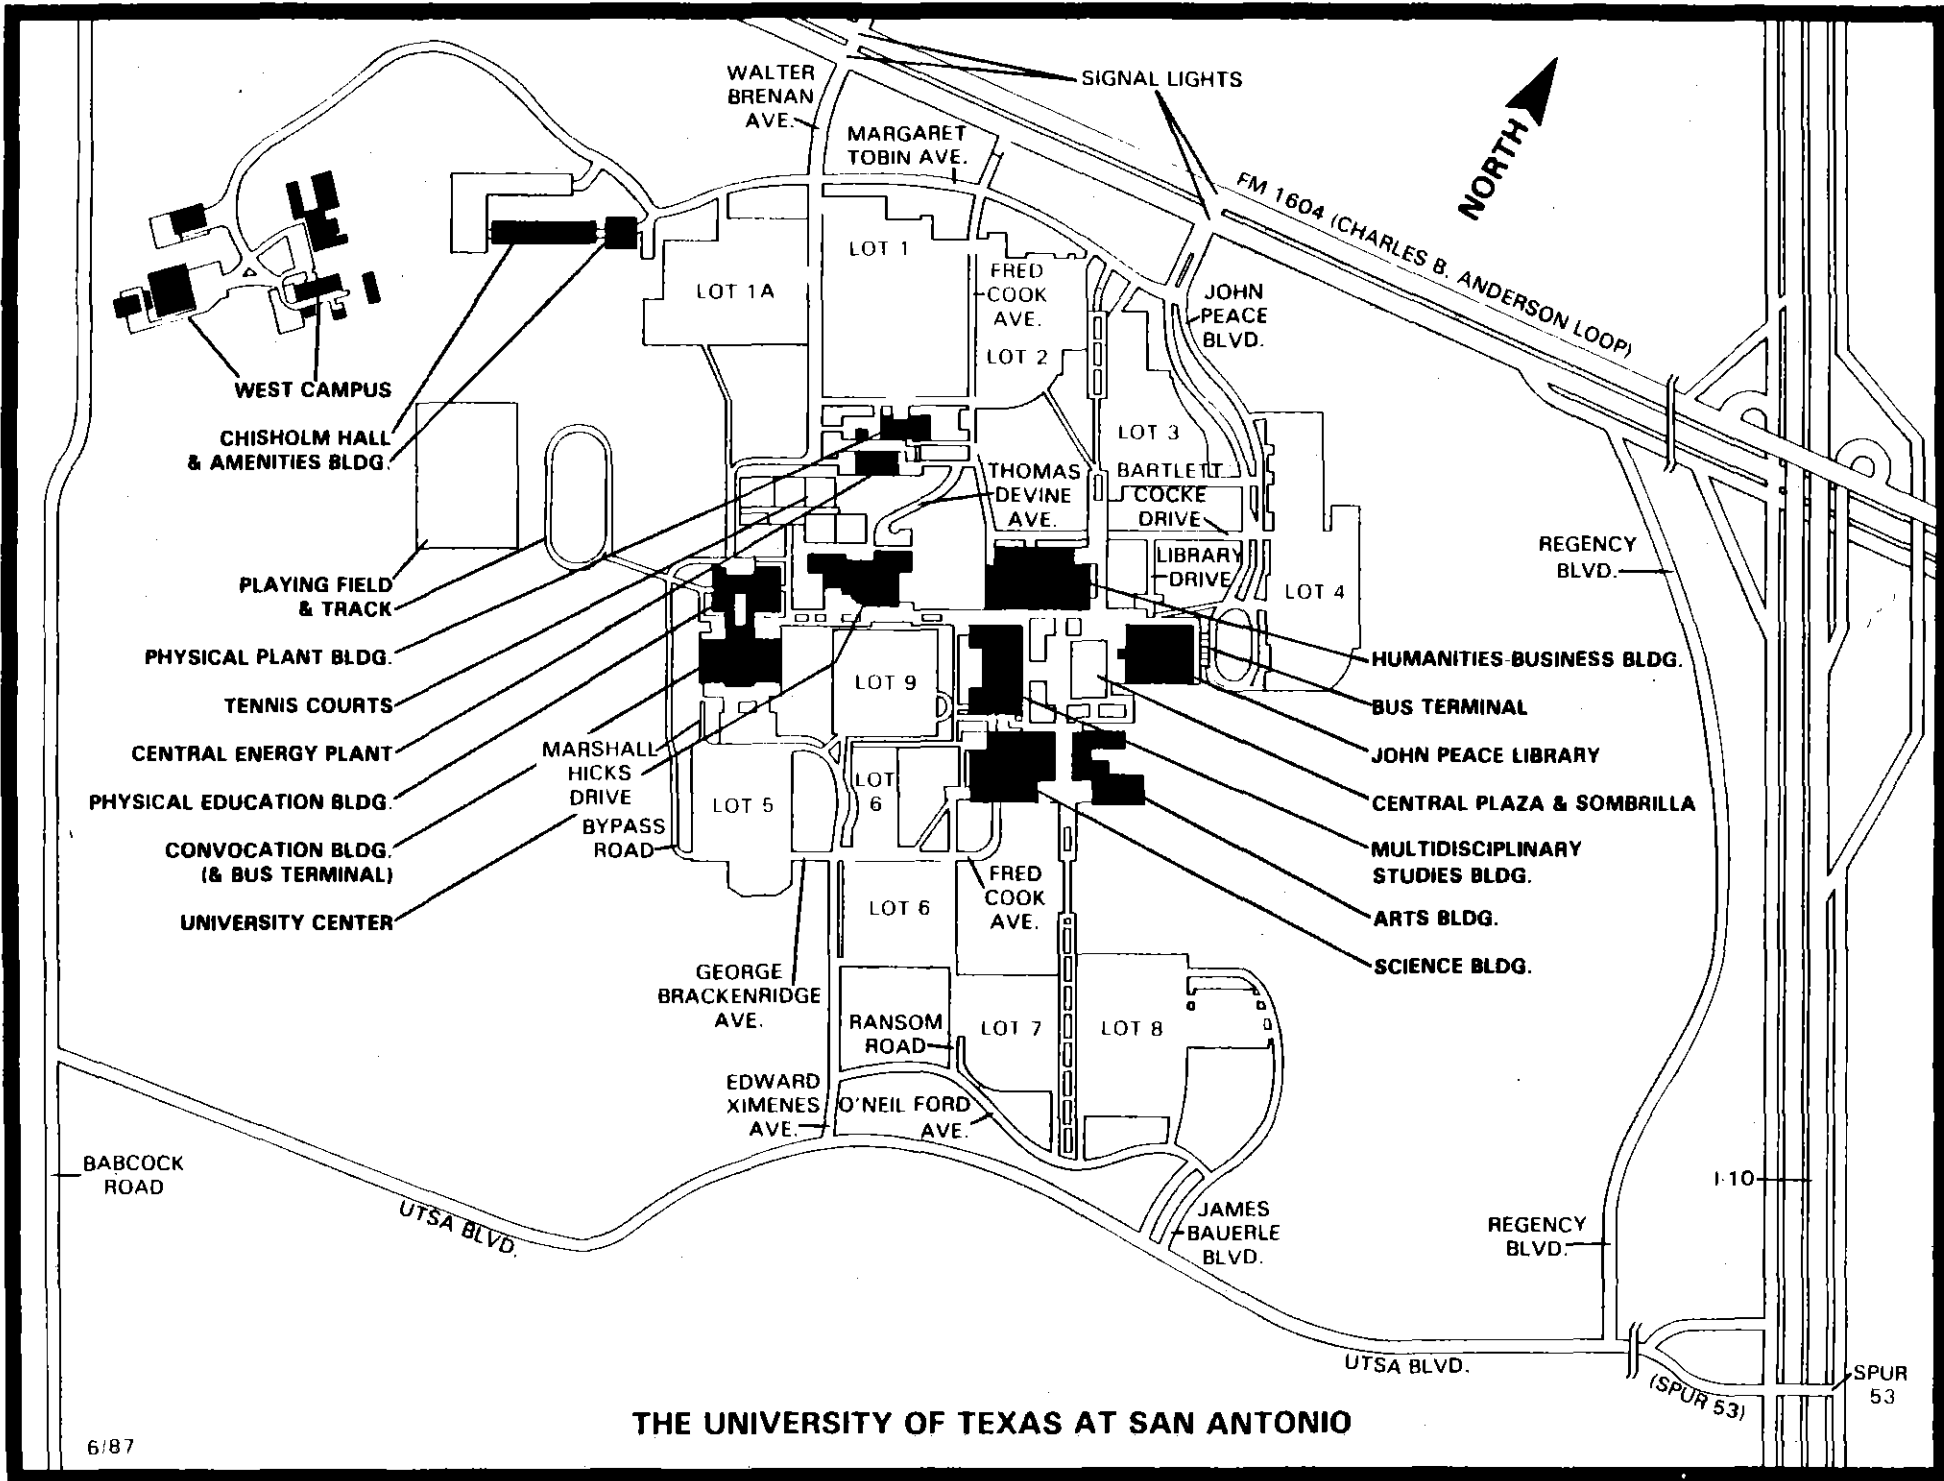 WALTER
BRENAN
AVE.
SIGNAL LIGHTS
MARGARET
TOBIN AVE.
NORTH
FM 1604 (CHARLES B. ANDERSON LOOP)
LOT 1
LOT 1A
FRED
COOK
AVE.
JOHN
PEACE
BLVD.
LOT 2
WEST CAMPUS
CHISHOLM HALL
& AMENITIES BLDG.
LOT 3
THOMAS
DEVINE
AVE.
BARTLETT
COCKE
DRIVE
LIBRARY
DRIVE
REGENCY
BLVD.
LOT 4
PLAYING FIELD
& TRACK
PHYSICAL PLANT BLDG.
TENNIS COURTS
CENTRAL ENERGY PLANT
PHYSICAL EDUCATION BLDG.
CONVOCATION BLDG.
(& BUS TERMINAL)
UNIVERSITY CENTER
LOT 9
MARSHALL
HICKS
DRIVE
BYPASS
ROAD
LOT 5
LOT
6
HUMANITIES-BUSINESS BLDG.
BUS TERMINAL
JOHN PEACE LIBRARY
CENTRAL PLAZA & SOMBRILLA
MULTIDISCIPLINARY
STUDIES BLDG.
ARTS BLDG.
SCIENCE BLDG.
FRED
COOK
AVE.
LOT 6
GEORGE
BRACKENRIDGE
AVE.
RANSOM
ROAD
LOT 7
LOT 8
EDWARD
XIMENES
AVE.
O'NEIL FORD
AVE.
BABCOCK
ROAD
UTSA BLVD.
JAMES
BAUERLE
BLVD.
I-10
REGENCY
BLVD.
UTSA BLVD.
(SPUR 53)
SPUR
53
THE UNIVERSITY OF TEXAS AT SAN ANTONIO
6/87